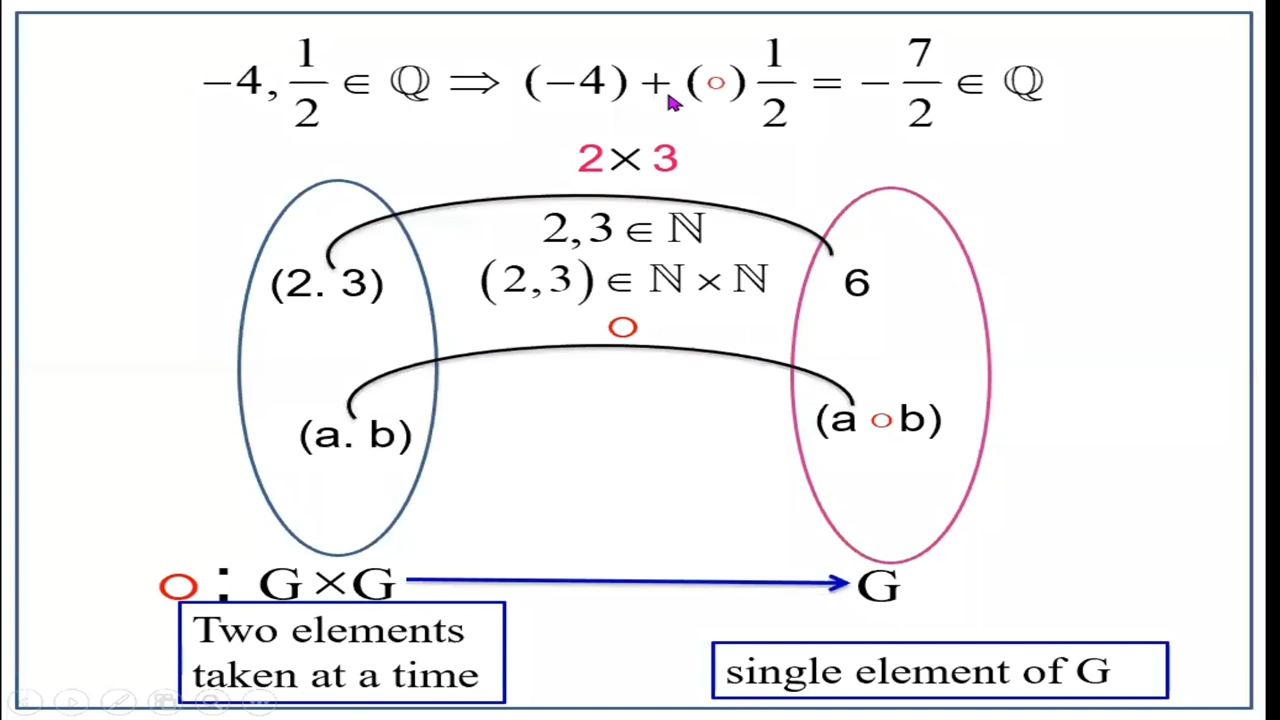 −4, 1/2 ∈ ℚ ⇒ (−4) + (○) 1/2 = − 7/2 ∈ ℚ
2×3
2,3 ∈ ℕ
(2. 3)
(2,3) ∈ ℕ × ℕ
6
○
(a. b)
(a ○ b)
○ : G×G
G
Two elements
taken at a time
single element of G